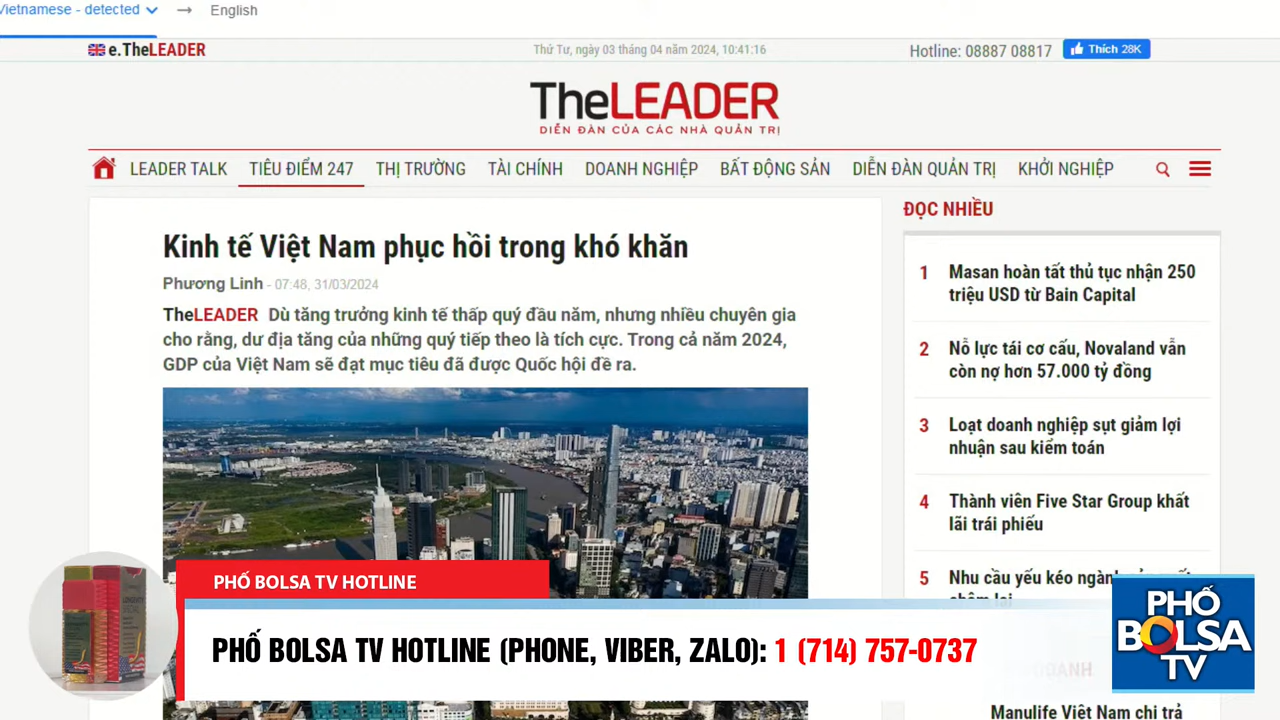 Vietnamese - detected → English
e.TheLEADER
Thứ Tư, ngày 03 tháng 04 năm 2024, 10:41:16
Hotline: 08887 08817
Thích 28K
TheLEADER
DIỄN ĐÀN CỦA CÁC NHÀ QUẢN TRỊ
LEADER TALK TIÊU ĐIỂM 247 THỊ TRƯỜNG TÀI CHÍNH DOANH NGHIỆP BẤT ĐỘNG SẢN DIỄN ĐÀN QUẢN TRỊ KHỞI NGHIỆP
Kinh tế Việt Nam phục hồi trong khó khăn
Phương Linh - 07:48, 31/03/2024
TheLEADER Dù tăng trưởng kinh tế thấp quý đầu năm, nhưng nhiều chuyên gia
cho rằng, dư địa tăng của những quý tiếp theo là tích cực. Trong cả năm 2024,
GDP của Việt Nam sẽ đạt mục tiêu đã được Quốc hội đề ra.
ĐỌC NHIỀU
1 Masan hoàn tất thủ tục nhận 250
triệu USD từ Bain Capital
2 Nỗ lực tái cơ cấu, Novaland vẫn
còn nợ hơn 57.000 tỷ đồng
3 Loạt doanh nghiệp sụt giảm lợi
nhuận sau kiểm toán
4 Thành viên Five Star Group khất
lãi trái phiếu
5 Nhu cầu yếu kéo ngành
Manulife Việt Nam chi trả
PHỐ BOLSA TV HOTLINE
PHỐ BOLSA TV HOTLINE (PHONE, VIBER, ZALO): 1 (714) 757-0737
PHỐ
BOLSA
TV